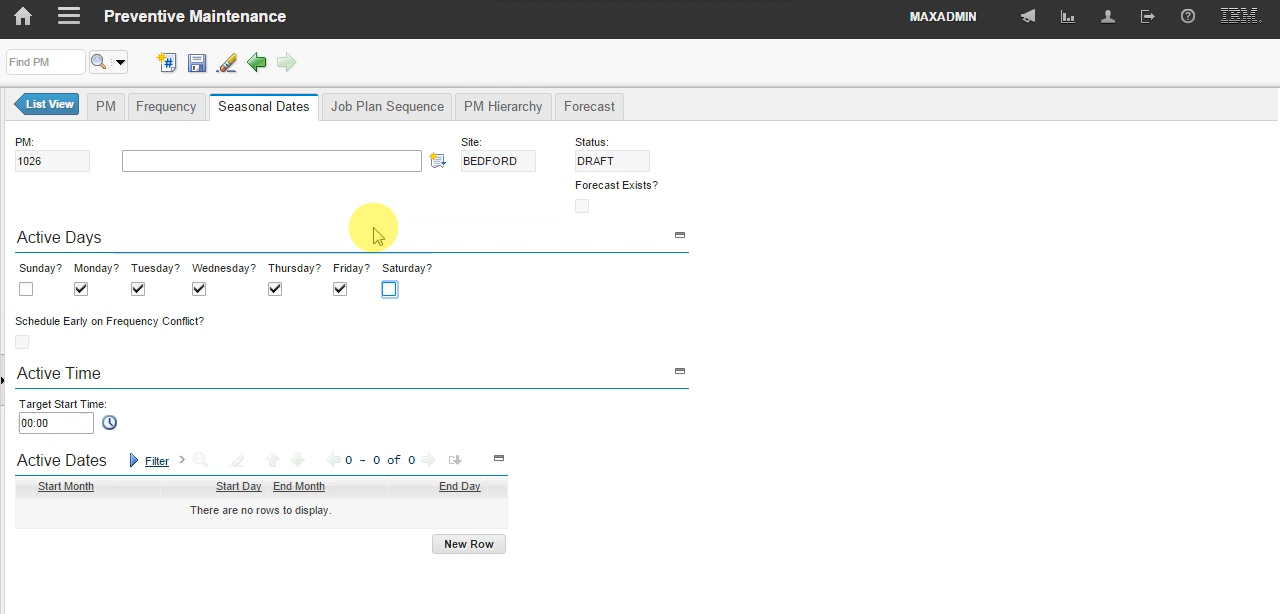 Preventive Maintenance MAXADMIN IBM.
Find PM
List View PM Frequency Seasonal Dates Job Plan Sequence PM Hierarchy Forecast
PM: Site: Status:
1026 BEDFORD DRAFT
Forecast Exists?
Active Days
Sunday? Monday? Tuesday? Wednesday? Thursday? Friday? Saturday?
Schedule Early on Frequency Conflict?
Active Time
Target Start Time:
00:00
Active Dates Filter 0 - 0 of 0
Start Month Start Day End Month End Day
There are no rows to display.
New Row